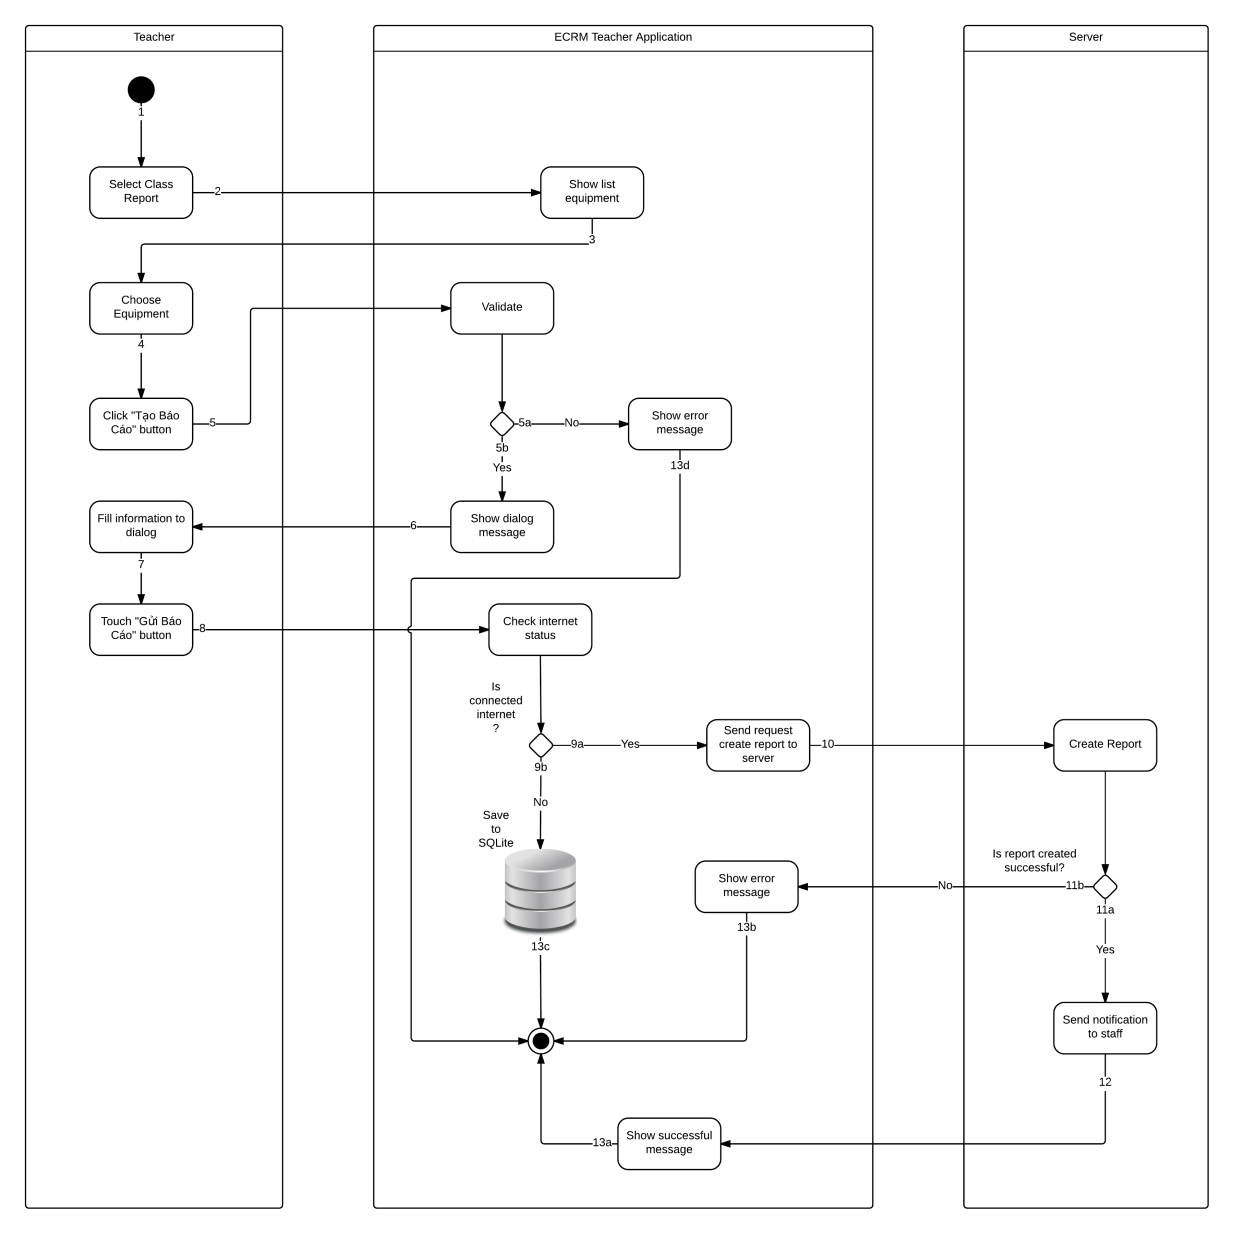 Teacher
ECRM Teacher Application
Server
1
Select Class
Report
2
Show list
equipment
3
Choose
Equipment
4
Validate
Click "Tạo Báo
Cáo" button
5
5a
No
Show error
message
5b
Yes
13d
Fill information to
dialog
6
Show dialog
message
7
Touch "Gửi Báo
Cáo" button
8
Check internet
status
Is
connected
internet
?
9a
Yes
Send request
create report to
server
10
Create Report
9b
No
Save
to
SQLite
Is report created
successful?
Show error
message
No
11b
11a
13b
13c
Yes
Send notification
to staff
12
13a
Show successful
message